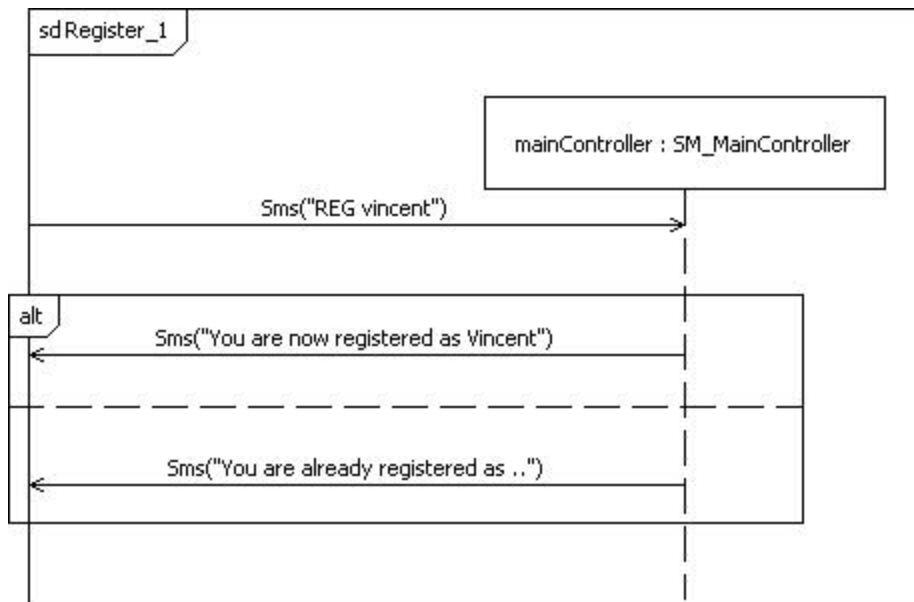 sd Register_1
mainController : SM_MainController
Sms("REG vincent")
alt
Sms("You are now registered as Vincent")
Sms("You are already registered as ..")